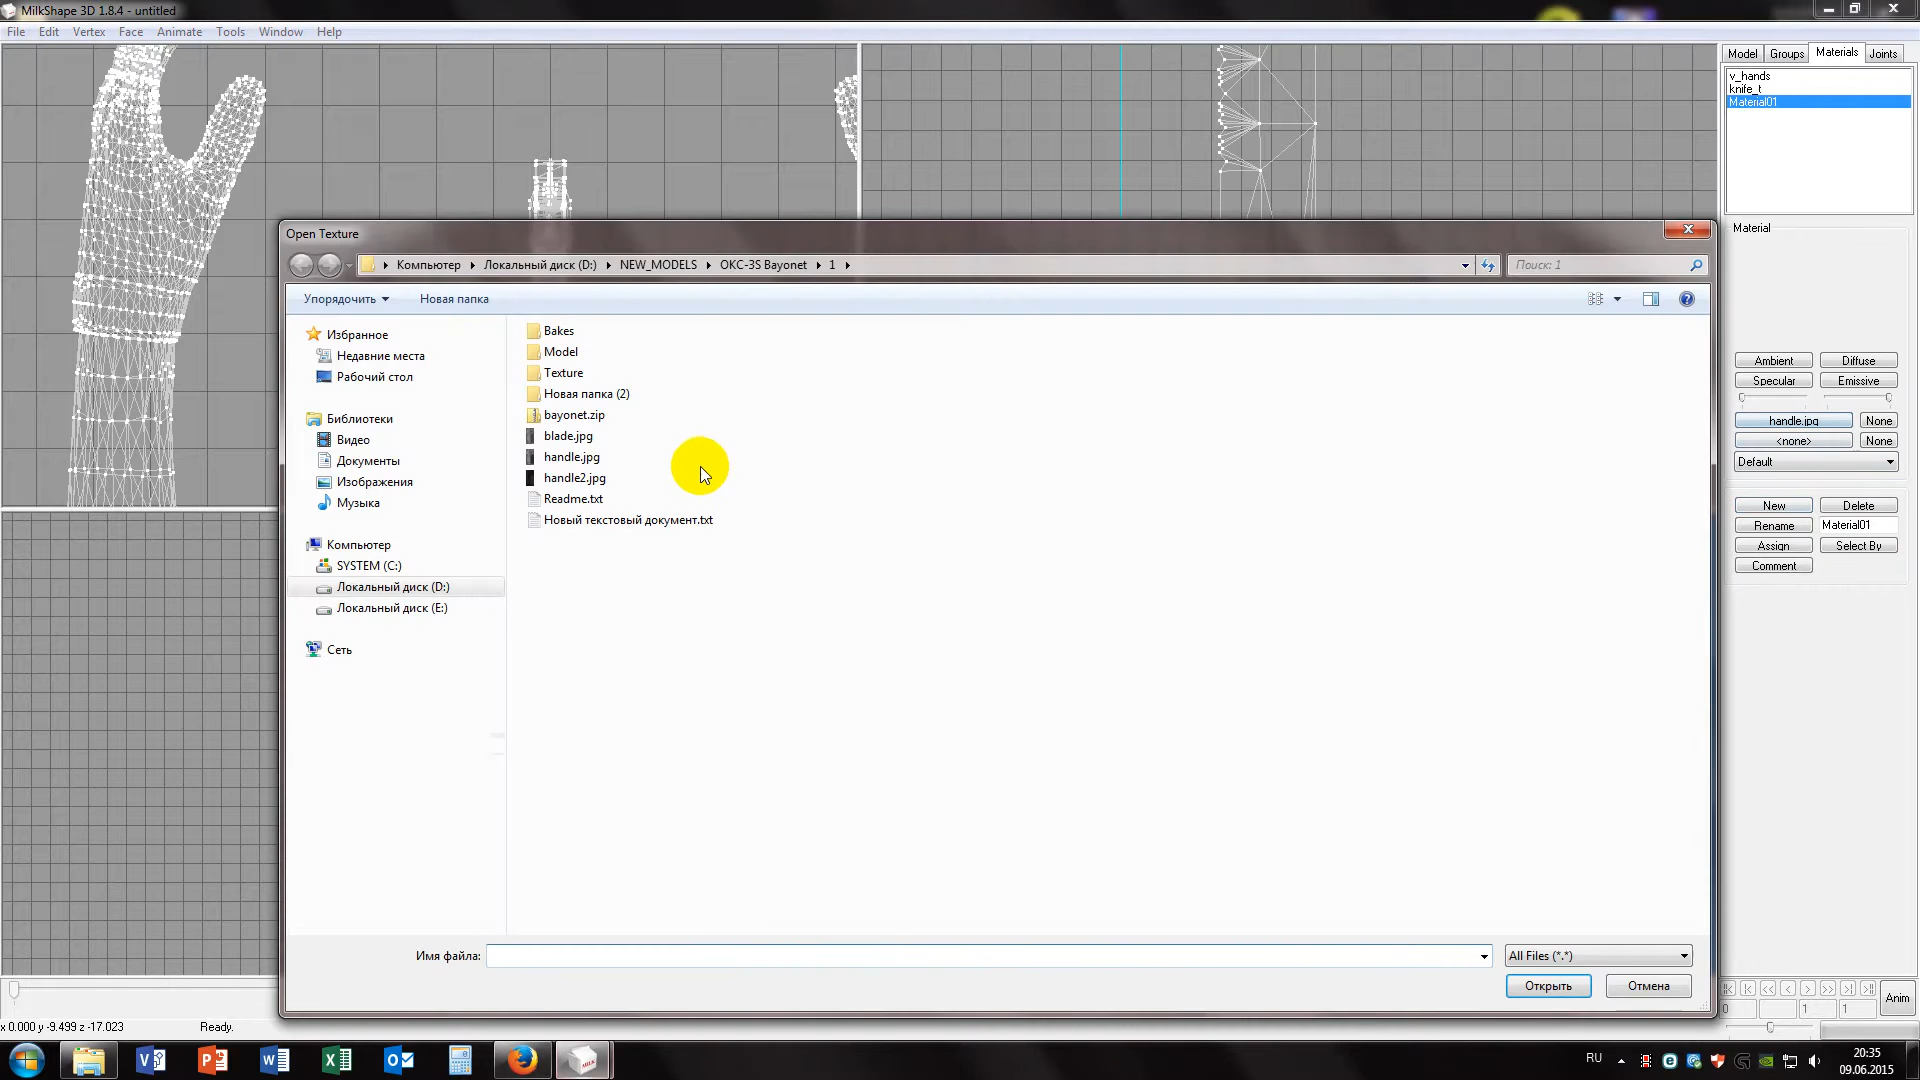 MilkShape 3D 1.8.4 - untitled
File Edit Vertex Face Animate Tools Window Help
Model Groups Materials Joints
v_hands
knife_t
Material01
Material
Ambient Diffuse
Specular Emissive
handle.jpg None
<none> None
Default
New Delete
Rename Material01
Assign Select By
Comment
Open Texture
Компьютер Локальный диск (D:) NEW_MODELS OKC-3S Bayonet 1
Поиск: 1
Упорядочить Новая папка
Избранное
Недавние места
Рабочий стол
Библиотеки
Видео
Документы
Изображения
Музыка
Компьютер
SYSTEM (C:)
Локальный диск (D:)
Локальный диск (E:)
Сеть
Bakes
Model
Texture
Новая папка (2)
bayonet.zip
blade.jpg
handle.jpg
handle2.jpg
Readme.txt
Новый текстовый документ.txt
Имя файла:
All Files (*.*)
Открыть Отмена
Anim
0 1 1
x 0.000 y -9.499 z -17.023 Ready.
RU
20:35
09.06.2015